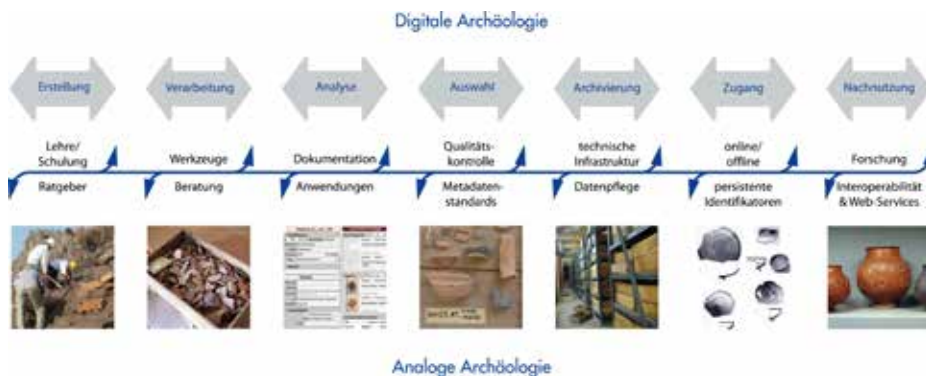 Digitale Archäologie
Erstellung
Verarbeitung
Analyse
Auswahl
Archivierung
Zugang
Nachnutzung
Lehre/
Schulung
Ratgeber
Werkzeuge
Beratung
Dokumentation
Anwendungen
Qualitäts-
kontrolle
Metadaten-
standards
technische
Infrastruktur
Datenpflege
online/
offline
persistente
Identifikatoren
Forschung
Interoperabilität
& Web-Services
Analoge Archäologie